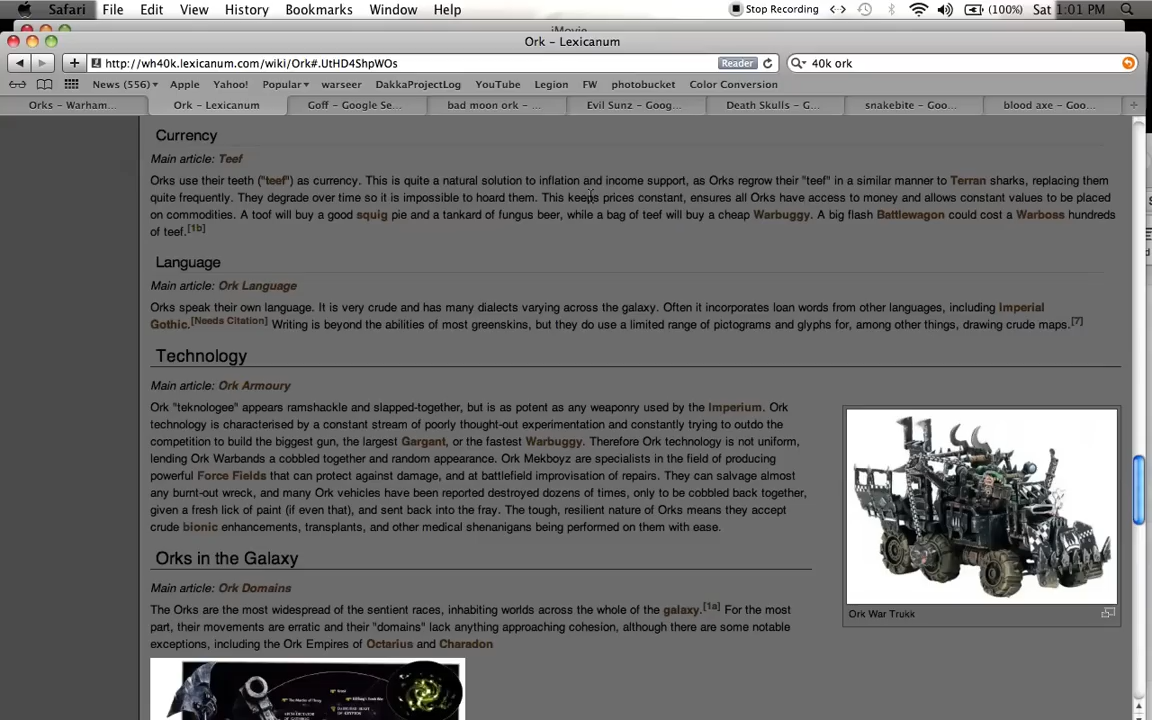 Safari File Edit View History Bookmarks Window Help Stop Recording (100%) Sat 1:01 PM
iMovie
Ork – Lexicanum
http://wh40k.lexicanum.com/wiki/Ork#.UtHD4ShpWOs Reader 40k ork
News (556) Apple Yahoo! Popular warseer DakkaProjectLog YouTube Legion FW photobucket Color Conversion
Orks – Warham... Ork – Lexicanum Goff – Google Se... bad moon ork – ... Evil Sunz – Goog... Death Skulls – G... snakebite – Goo... blood axe – Goo...
Currency
Main article: Teef
Orks use their teeth ("teef") as currency. This is quite a natural solution to inflation and income support, as Orks regrow their "teef" in a similar manner to Terran sharks, replacing them
quite frequently. They degrade over time so it is impossible to hoard them. This keeps prices constant, ensures all Orks have access to money and allows constant values to be placed
on commodities. A toof will buy a good squig pie and a tankard of fungus beer, while a bag of teef will buy a cheap Warbuggy. A big flash Battlewagon could cost a Warboss hundreds
of teef.[1b]
Language
Main article: Ork Language
Orks speak their own language. It is very crude and has many dialects varying across the galaxy. Often it incorporates loan words from other languages, including Imperial
Gothic.[Needs Citation] Writing is beyond the abilities of most greenskins, but they do use a limited range of pictograms and glyphs for, among other things, drawing crude maps.[7]
Technology
Main article: Ork Armoury
Ork "teknologee" appears ramshackle and slapped-together, but is as potent as any weaponry used by the Imperium. Ork
technology is characterised by a constant stream of poorly thought-out experimentation and constantly trying to outdo the
competition to build the biggest gun, the largest Gargant, or the fastest Warbuggy. Therefore Ork technology is not uniform,
lending Ork Warbands a cobbled together and random appearance. Ork Mekboyz are specialists in the field of producing
powerful Force Fields that can protect against damage, and at battlefield improvisation of repairs. They can salvage almost
any burnt-out wreck, and many Ork vehicles have been reported destroyed dozens of times, only to be cobbled back together,
given a fresh lick of paint (if even that), and sent back into the fray. The tough, resilient nature of Orks means they accept
crude bionic enhancements, transplants, and other medical shenanigans being performed on them with ease.
Ork War Trukk
Orks in the Galaxy
Main article: Ork Domains
The Orks are the most widespread of the sentient races, inhabiting worlds across the whole of the galaxy.[1a] For the most
part, their movements are erratic and their "domains" lack anything approaching cohesion, although there are some notable
exceptions, including the Ork Empires of Octarius and Charadon